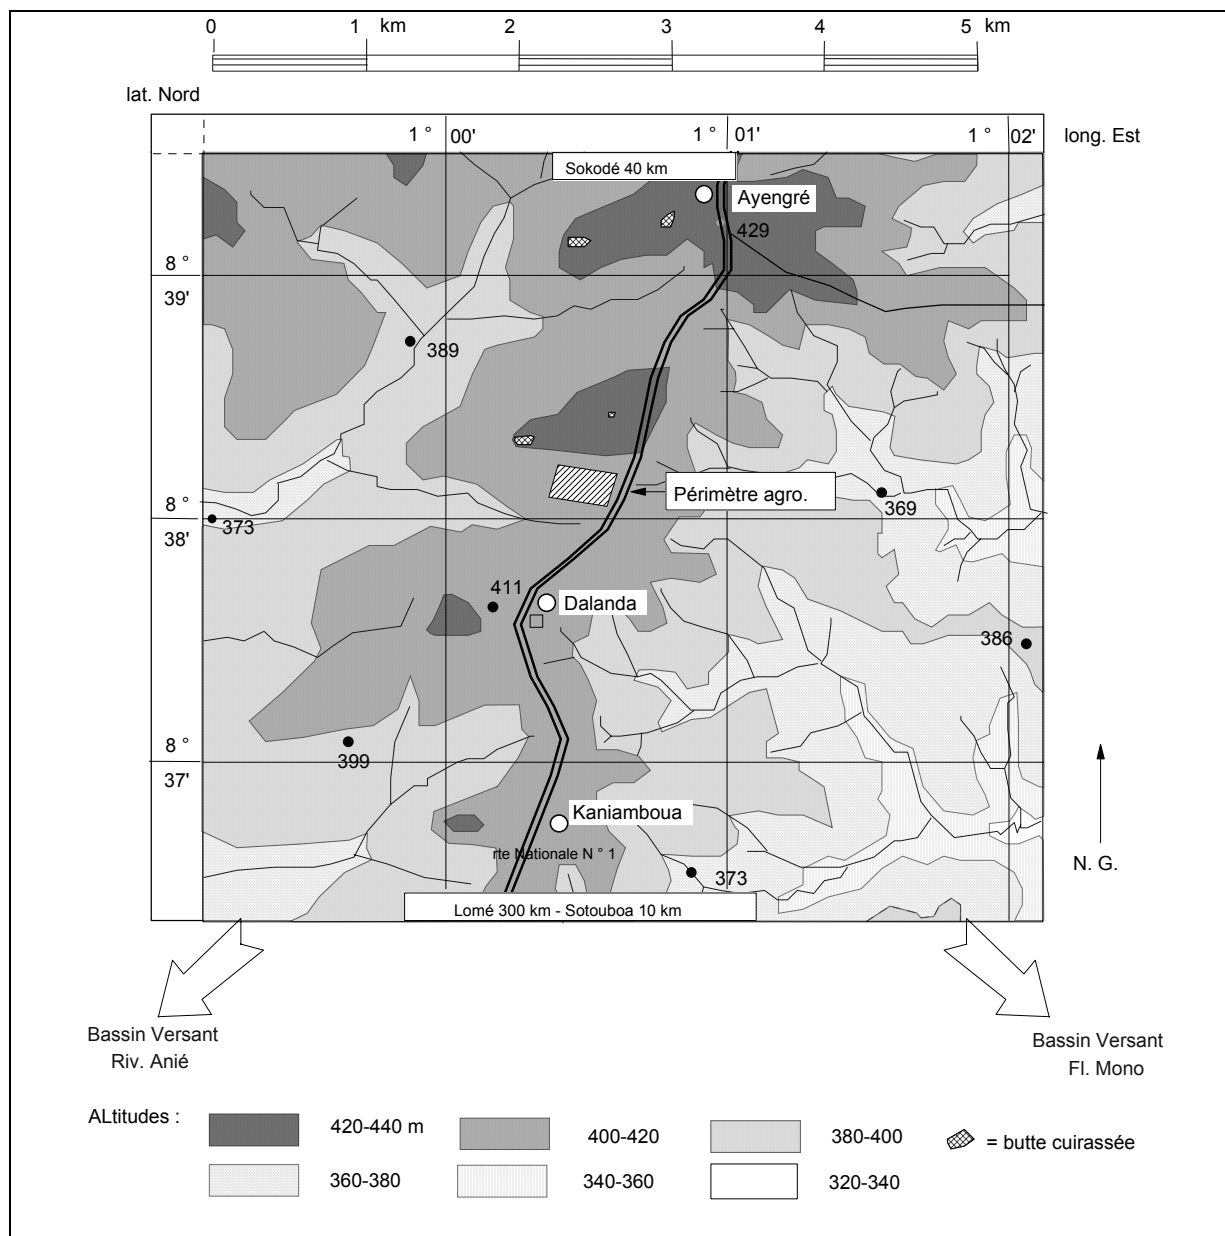 0 1 km 2 3 4 5 km
lat. Nord
1 ° 00' 1 ° 01' 1 ° 02' long. Est
Sokodé 40 km
Ayengré
429
8 °
39'
389
8 °
38'
373
Périmètre agro.
369
411
Dalanda
386
8 °
37'
399
Kaniamboua
rte Nationale N ° 1
373
N. G.
Lomé 300 km - Sotouboa 10 km
Bassin Versant
Riv. Anié
Bassin Versant
Fl. Mono
ALtitudes :
420-440 m 400-420 380-400 = butte cuirassée
360-380 340-360 320-340